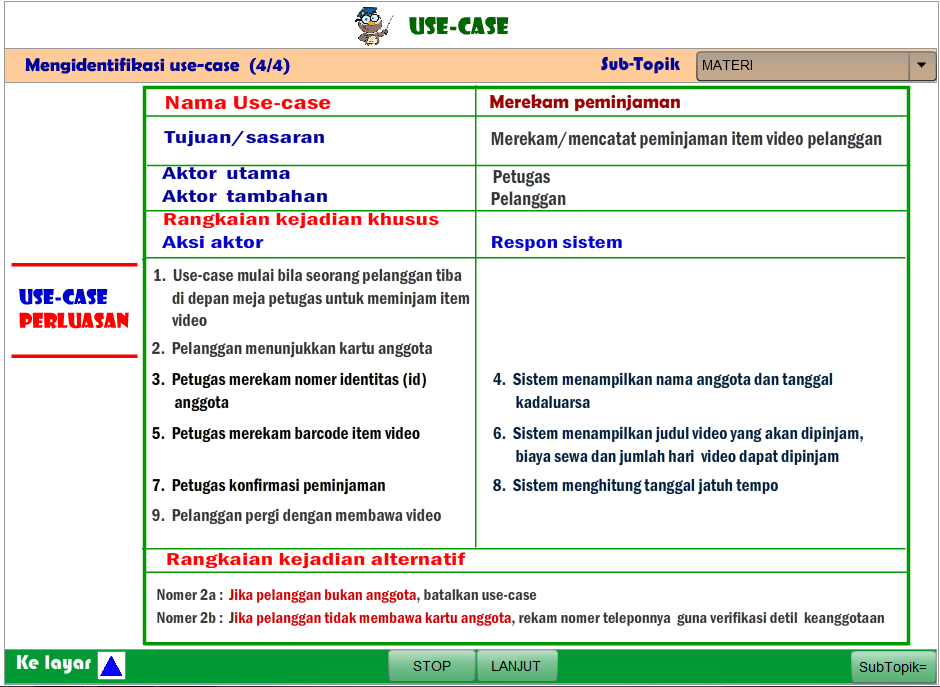 USE-CASE
Mengidentifikasi use-case (4/4)
Sub-Topik
MATERI
USE-CASE
PERLUASAN
Nama Use-case
Merekam peminjaman
Tujuan/sasaran
Merekam/mencatat peminjaman item video pelanggan
Aktor utama
Petugas
Aktor tambahan
Pelanggan
Rangkaian kejadian khusus
Aksi aktor
Respon sistem
1. Use-case mulai bila seorang pelanggan tiba
di depan meja petugas untuk meminjam item
video
2. Pelanggan menunjukkan kartu anggota
3. Petugas merekam nomer identitas (id)
anggota
4. Sistem menampilkan nama anggota dan tanggal
kadaluarsa
5. Petugas merekam barcode item video
6. Sistem menampilkan judul video yang akan dipinjam,
biaya sewa dan jumlah hari video dapat dipinjam
7. Petugas konfirmasi peminjaman
8. Sistem menghitung tanggal jatuh tempo
9. Pelanggan pergi dengan membawa video
Rangkaian kejadian alternatif
Nomer 2a : Jika pelanggan bukan anggota, batalkan use-case
Nomer 2b : Jika pelanggan tidak membawa kartu anggota, rekam nomer teleponnya guna verifikasi detil keanggotaan
Ke layar
STOP
LANJUT
SubTopik=